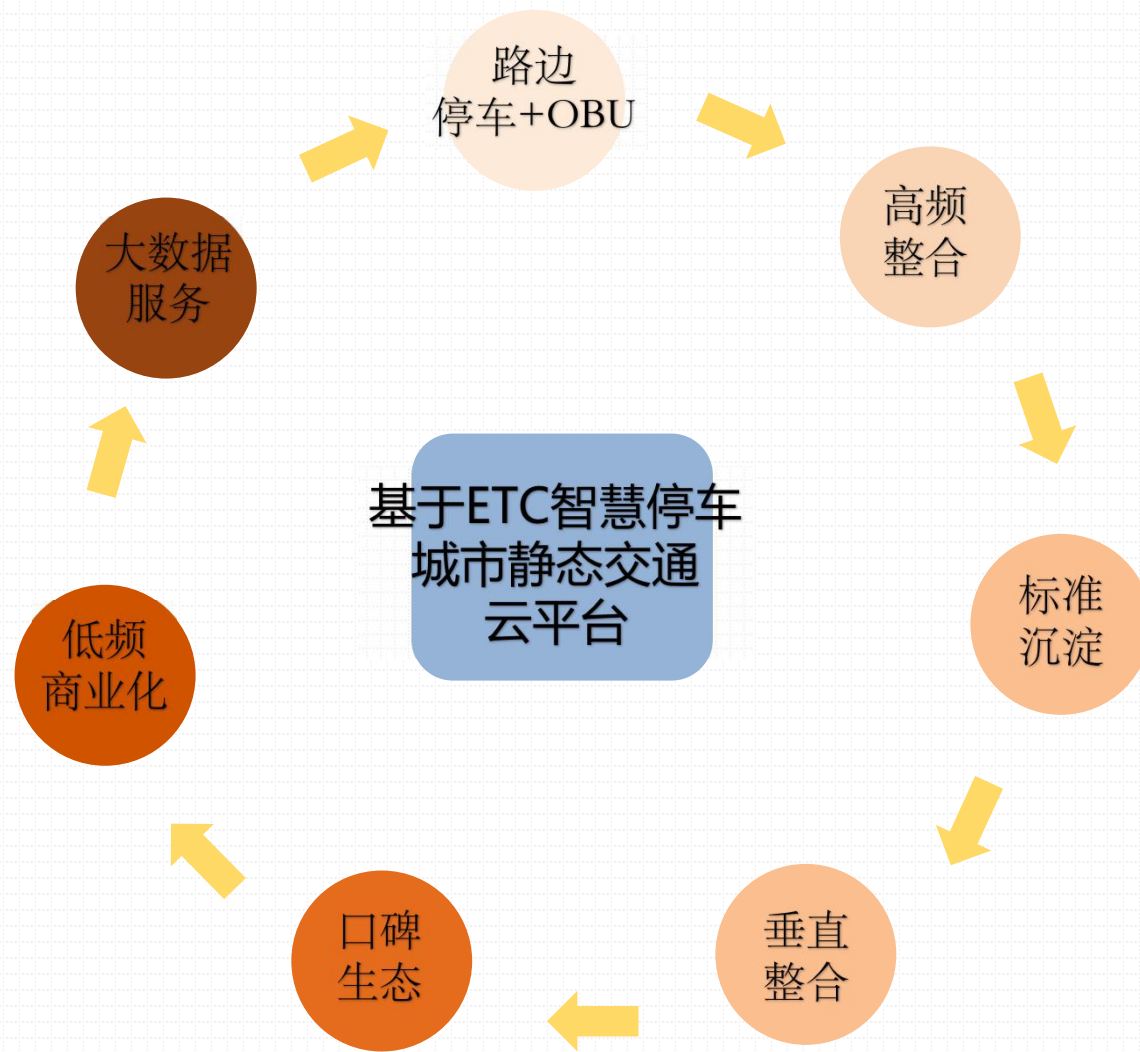 路边
停车+OBU
高频
整合
标准
沉淀
垂直
整合
口碑
生态
低频
商业化
大数据
服务
基于ETC智慧停车
城市静态交通
云平台